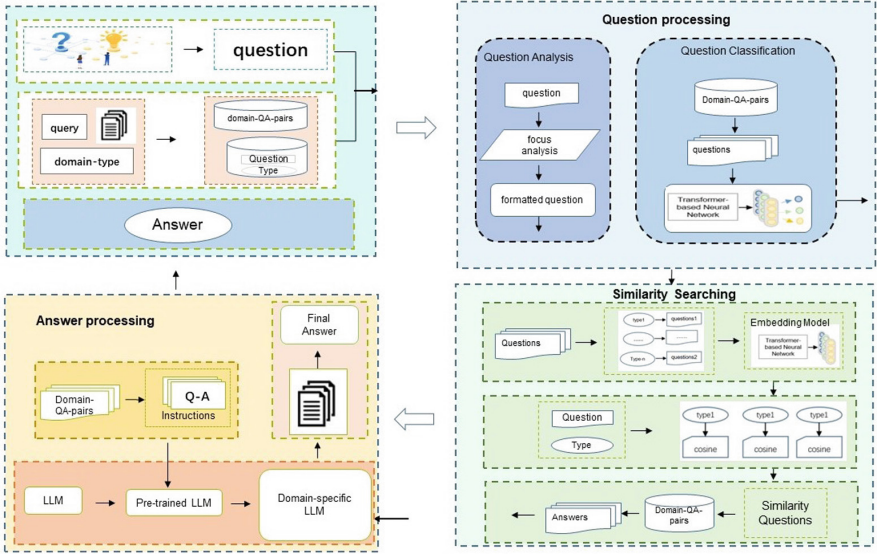 question
query
domain-type
domain-QA-pairs
Question
Type
Answer
Question processing
Question Analysis
question
focus
analysis
formatted question
Question Classification
Domain-QA-pairs
questions
Transformer-
based Neural
Network
Answer processing
Final
Answer
Domain-
QA-pairs
Q-A
Instructions
LLM
Pre-trained LLM
Domain-specific
LLM
Similarity Searching
Questions
type1
questions1
......
Type n
questions2
Embedding Model
Transformer-
based Neural
Network
Question
Type
type1
type1
type1
cosine
cosine
cosine
Answers
Domain-QA-
pairs
Similarity
Questions